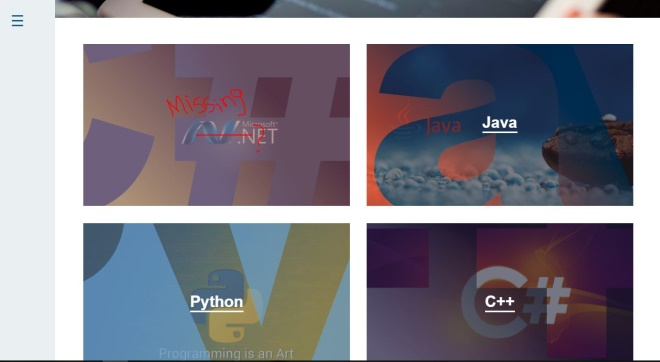 Missing
Microsoft®
.NET
?
Java
Java
Python
Programming is an Art
C++
C#